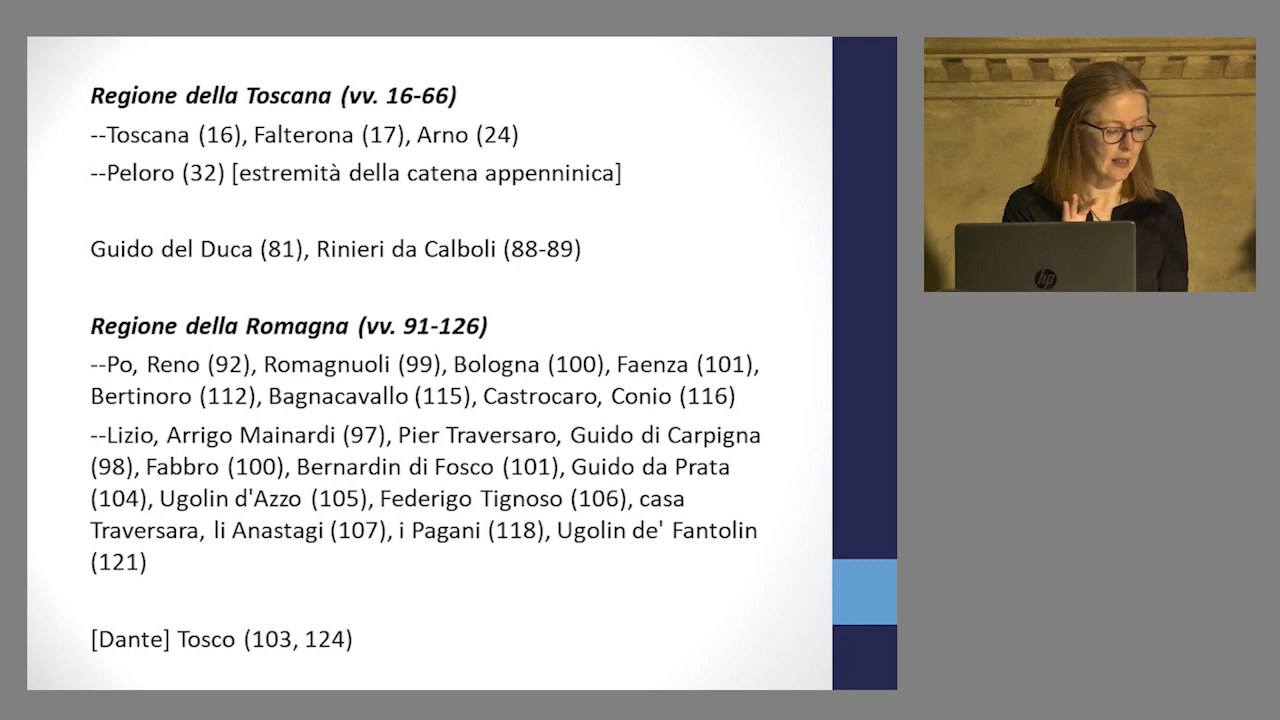 Regione della Toscana (vv. 16-66)
--Toscana (16), Falterona (17), Arno (24)
--Peloro (32) [estremità della catena appenninica]
Guido del Duca (81), Rinieri da Calboli (88-89)
Regione della Romagna (vv. 91-126)
--Po, Reno (92), Romagnuoli (99), Bologna (100), Faenza (101),
Bertinoro (112), Bagnacavallo (115), Castrocaro, Conio (116)
--Lizio, Arrigo Mainardi (97), Pier Traversaro, Guido di Carpigna
(98), Fabbro (100), Bernardin di Fosco (101), Guido da Prata
(104), Ugolin d'Azzo (105), Federigo Tignoso (106), casa
Traversara, li Anastagi (107), i Pagani (118), Ugolin de' Fantolin
(121)
[Dante] Tosco (103, 124)
hp